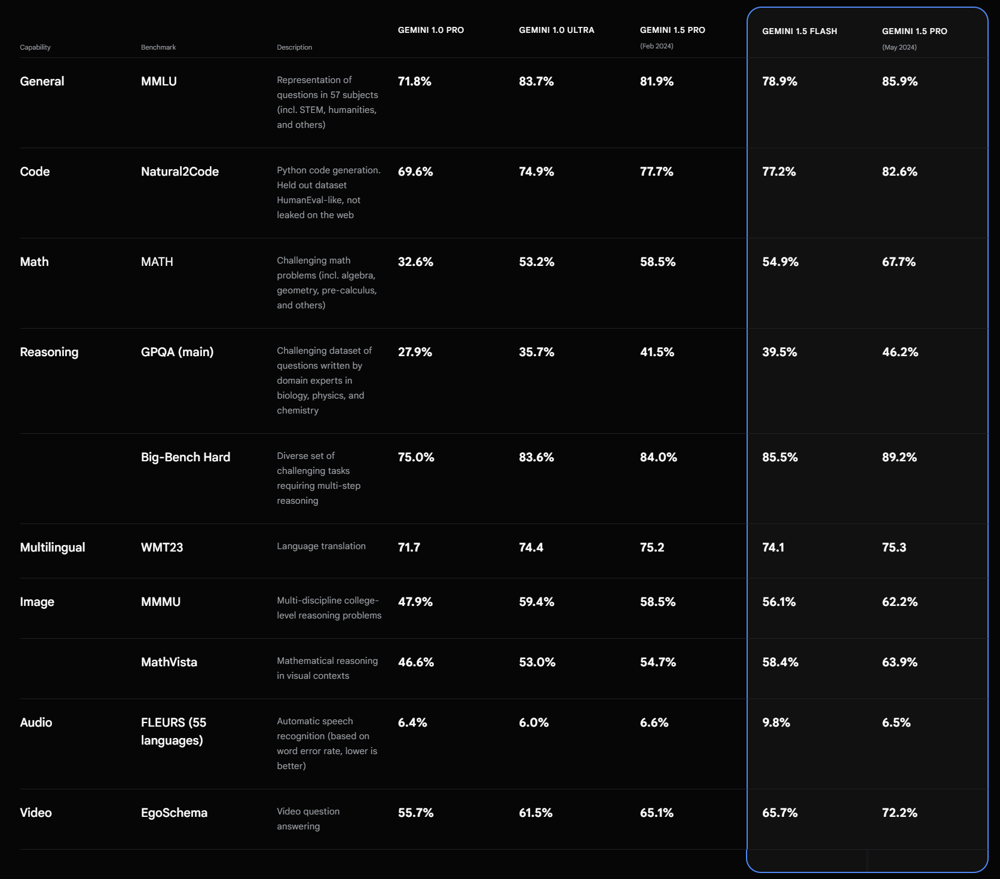 Capability Benchmark Description GEMINI 1.0 PRO GEMINI 1.0 ULTRA GEMINI 1.5 PRO (Feb 2024) GEMINI 1.5 FLASH GEMINI 1.5 PRO (May 2024)
General MMLU Representation of 71.8% 83.7% 81.9% 78.9% 85.9%
questions in 57 subjects
(incl. STEM, humanities,
and others)
Code Natural2Code Python code generation. 69.6% 74.9% 77.7% 77.2% 82.6%
Held out dataset
HumanEval-like, not
leaked on the web
Math MATH Challenging math 32.6% 53.2% 58.5% 54.9% 67.7%
problems (incl. algebra,
geometry, pre-calculus,
and others)
Reasoning GPQA (main) Challenging dataset of 27.9% 35.7% 41.5% 39.5% 46.2%
questions written by
domain experts in
biology, physics, and
chemistry
Big-Bench Hard Diverse set of 75.0% 83.6% 84.0% 85.5% 89.2%
challenging tasks
requiring multi-step
reasoning
Multilingual WMT23 Language translation 71.7 74.4 75.2 74.1 75.3
Image MMMU Multi-discipline college- 47.9% 59.4% 58.5% 56.1% 62.2%
level reasoning problems
MathVista Mathematical reasoning 46.6% 53.0% 54.7% 58.4% 63.9%
in visual contexts
Audio FLEURS (55 Automatic speech 6.4% 6.0% 6.6% 9.8% 6.5%
languages) recognition (based on
word error rate, lower is
better)
Video EgoSchema Video question 55.7% 61.5% 65.1% 65.7% 72.2%
answering